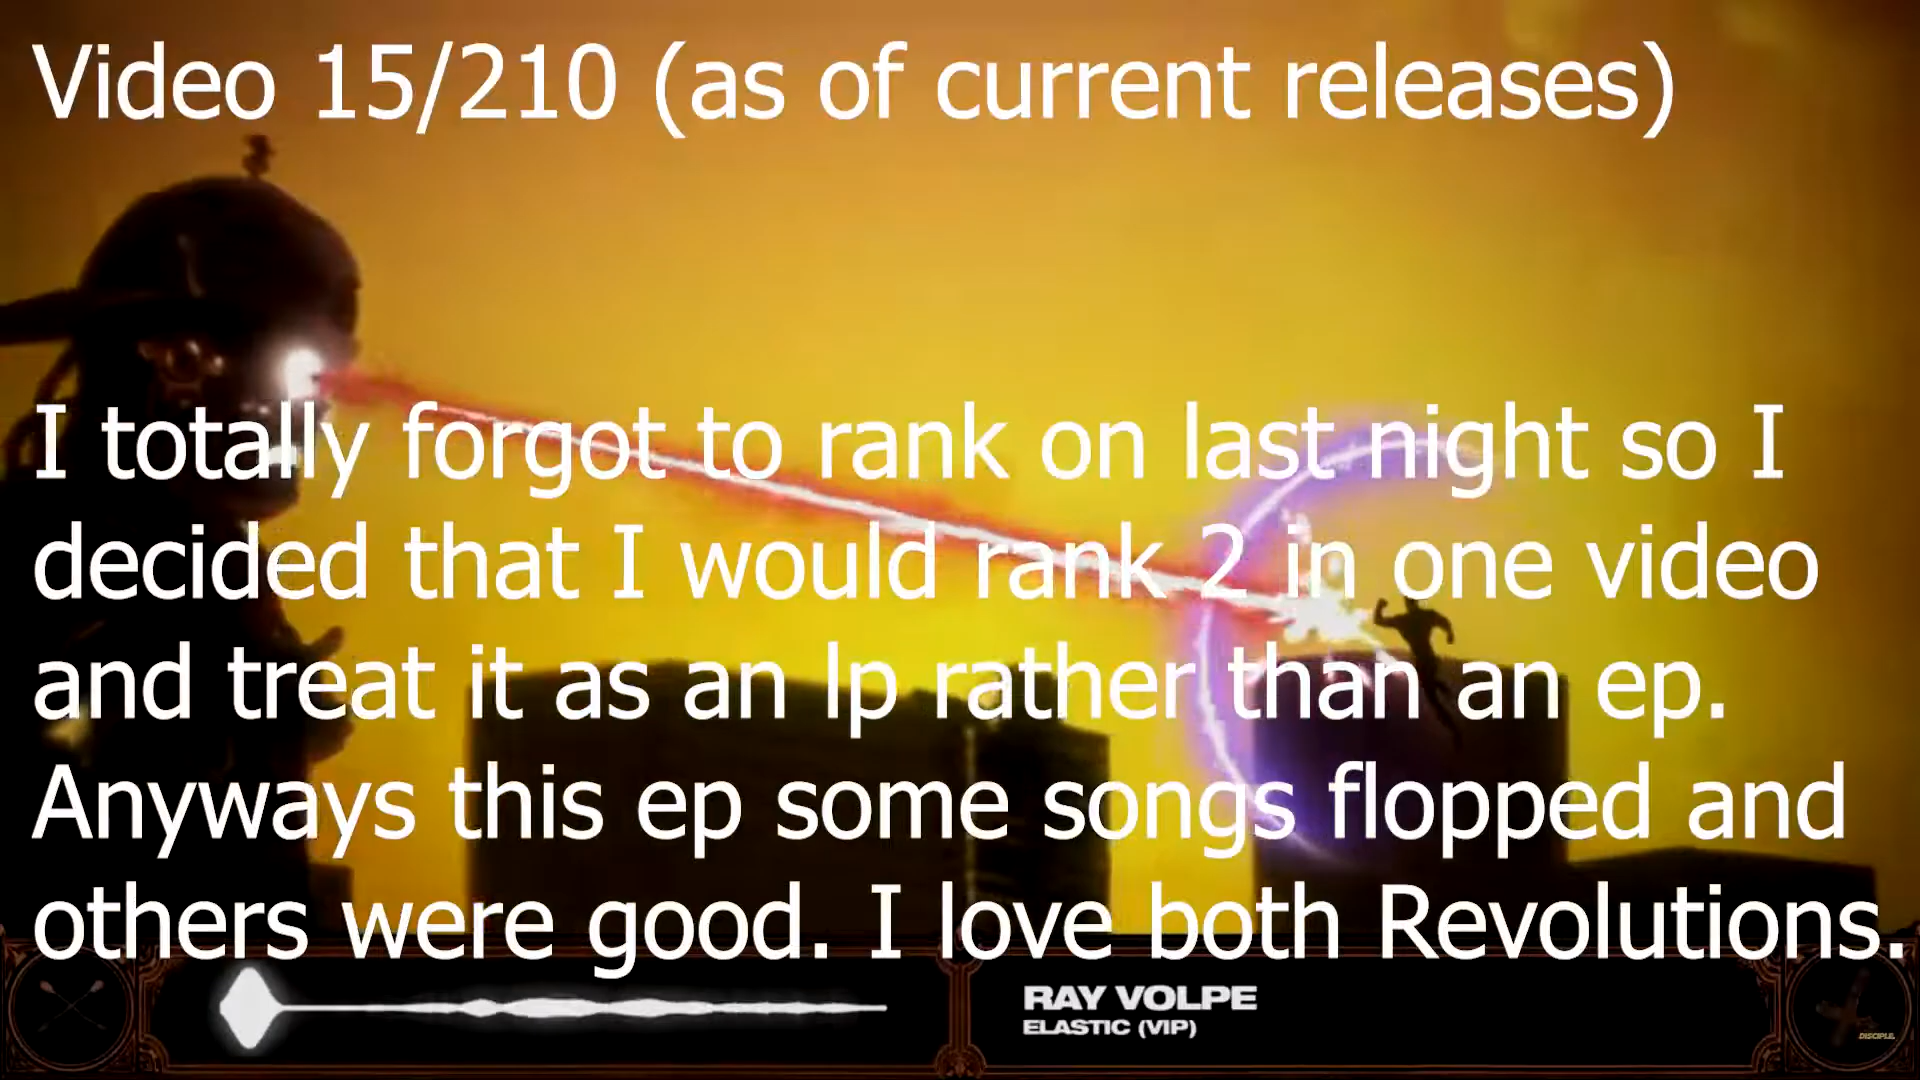 Video 15/210 (as of current releases)
I totally forgot to rank on last night so I
decided that I would rank 2 in one video
and treat it as an lp rather than an ep.
Anyways this ep some songs flopped and
others were good. I love both Revolutions.
RAY VOLPE
ELASTIC (VIP)
DISCIPLE.